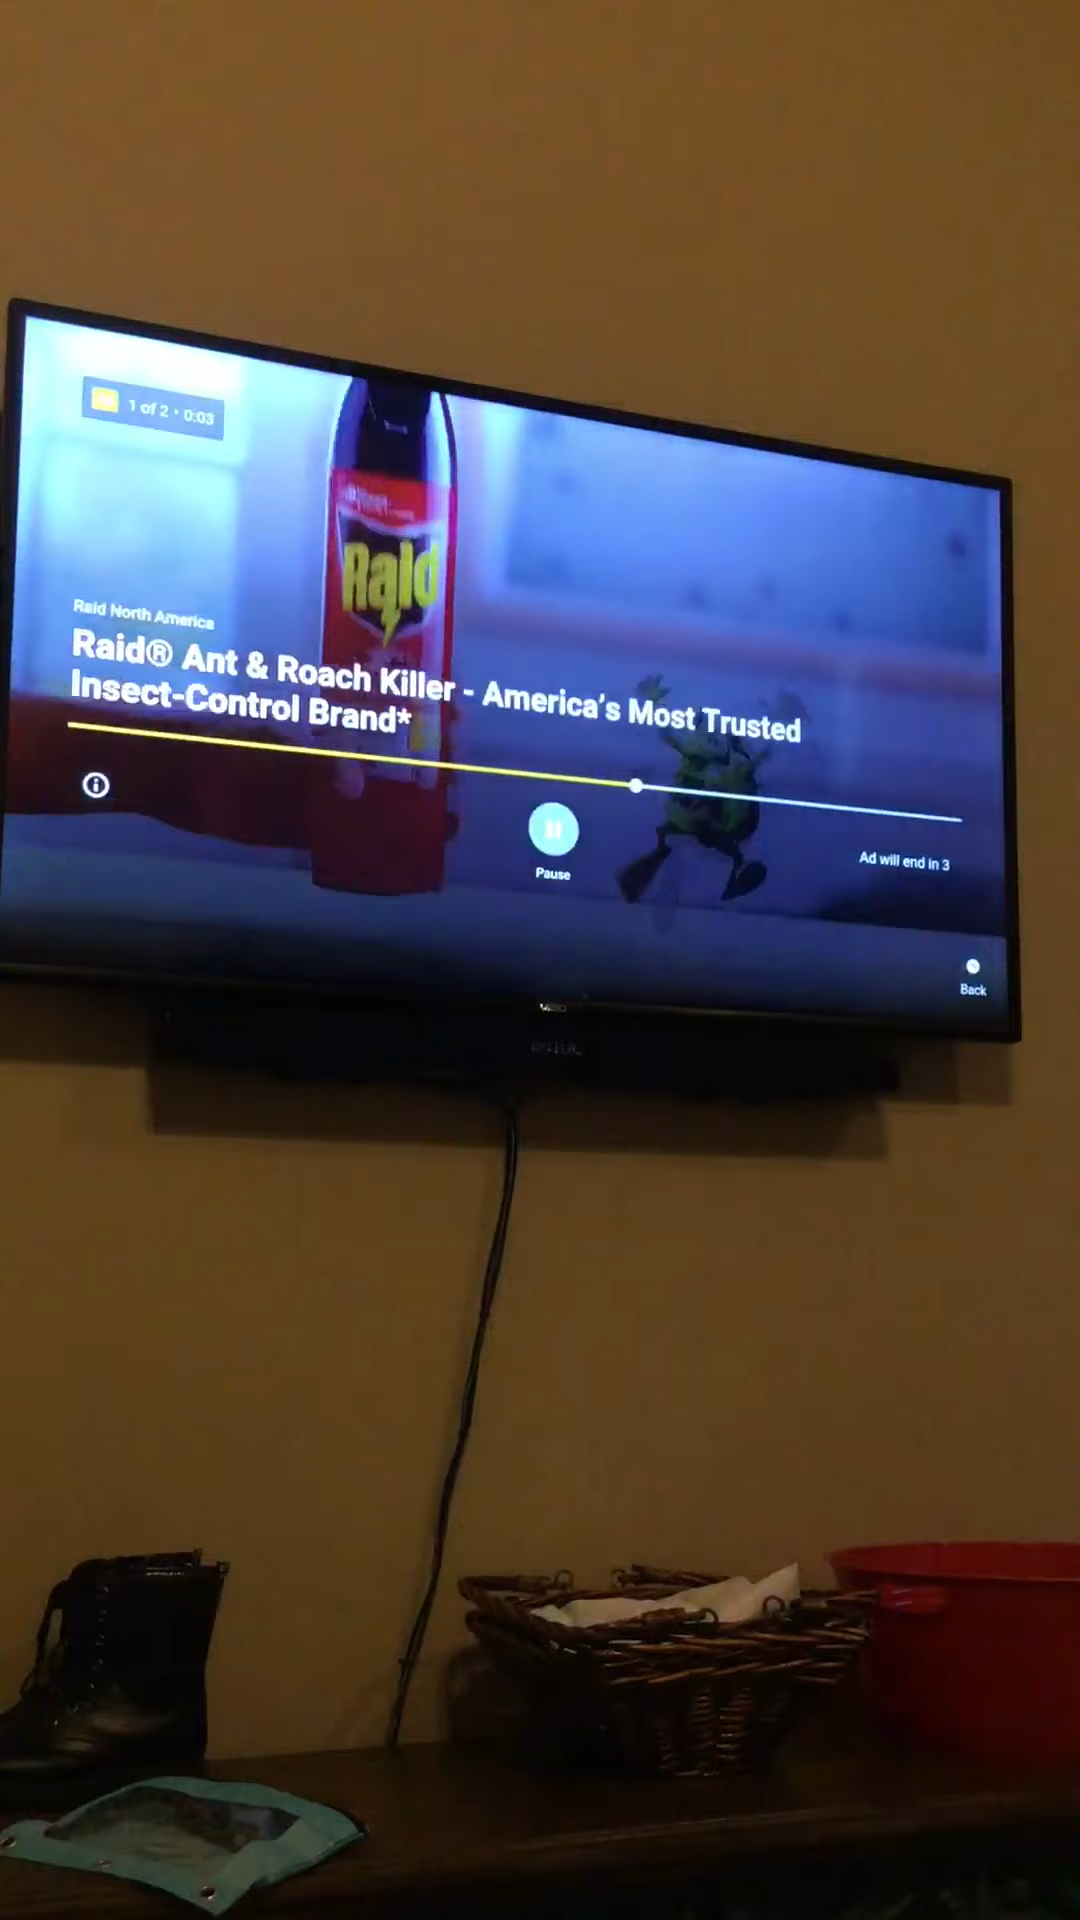 1 of 2 • 0:03
Raid
Raid North America
Raid® Ant & Roach Killer - America's Most Trusted
Insect-Control Brand*
Pause
Ad will end in 3
Back